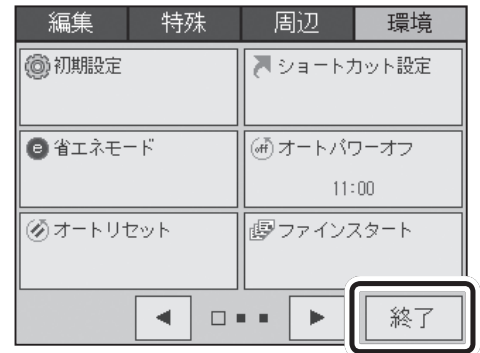 編集 特殊 周辺 環境
初期設定 ショートカット設定
e 省エネモード off オートパワーオフ
11:00
オートリセット ファインスタート
◀ □ ■ ■ ▶ 終了